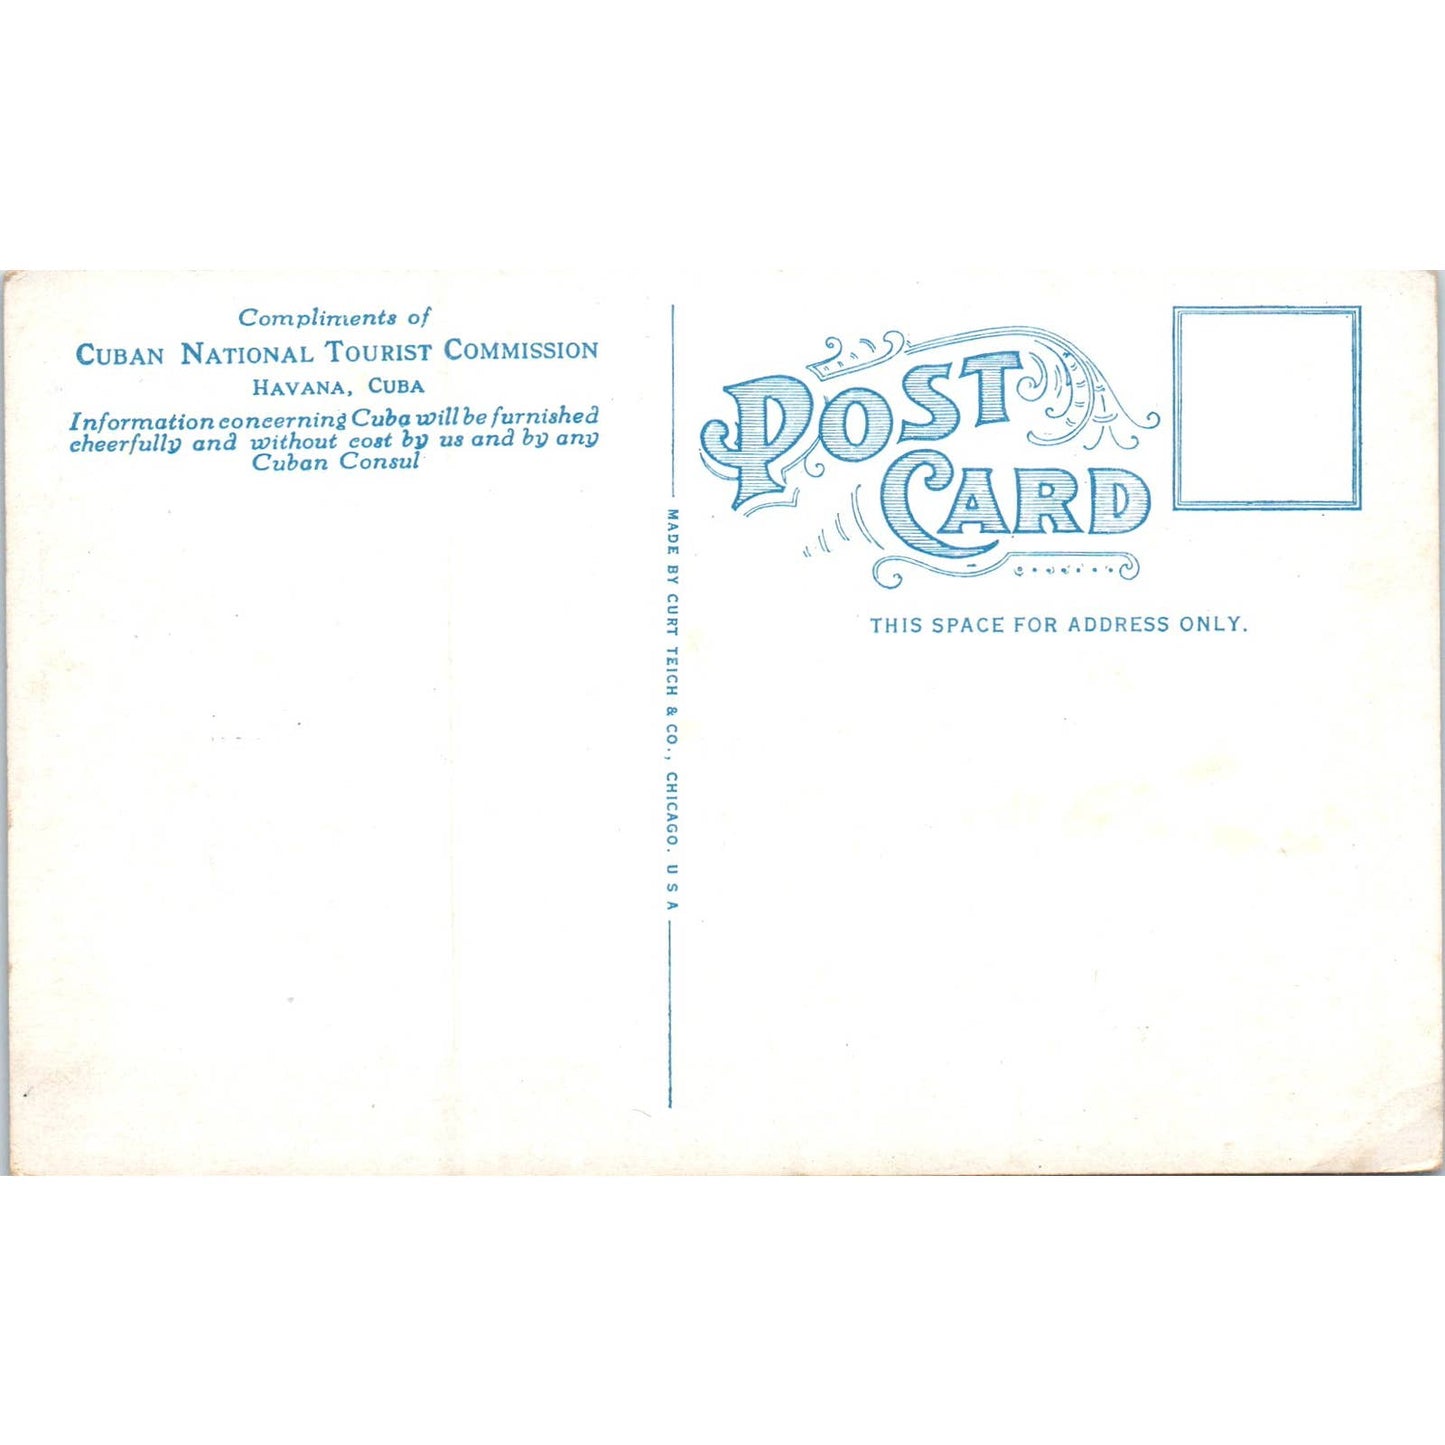 Compliments of
CUBAN NATIONAL TOURIST COMMISSION
HAVANA, CUBA
Information concerning Cuba will be furnished
cheerfully and without cost by us and by any
Cuban Consul
MADE BY CURT TEICH & CO., CHICAGO. U S A
POST
CARD
THIS SPACE FOR ADDRESS ONLY.